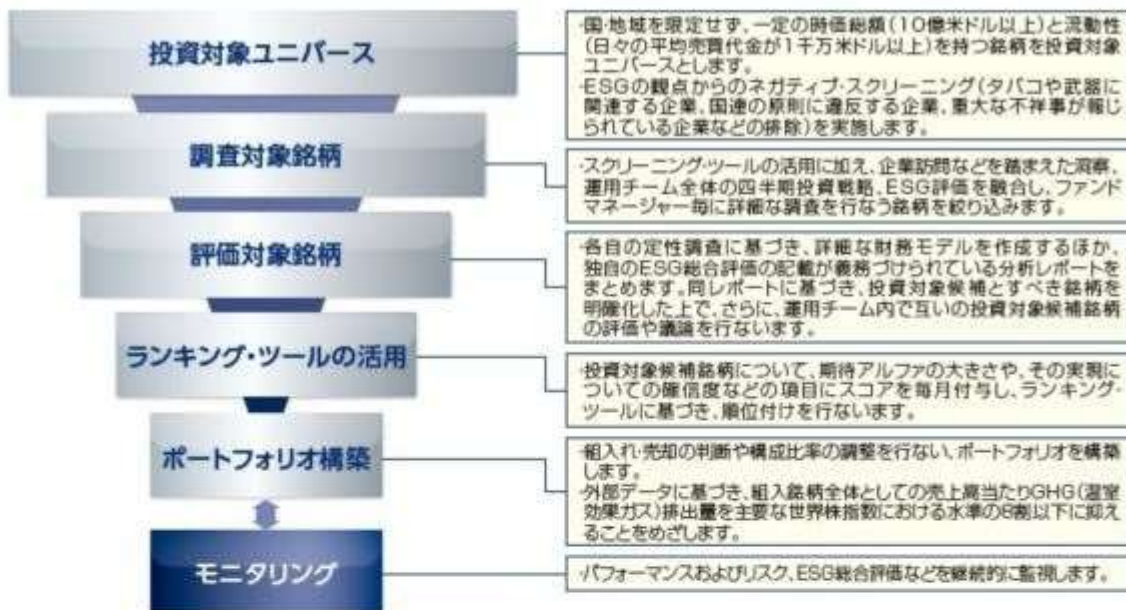 投資対象ユニバース
・国・地域を限定せず、一定の時価総額(10億米ドル以上)と流動性
(日々の平均売買代金が1千万米ドル以上)を持つ銘柄を投資対象
ユニバースとします。
・ESGの観点からのネガティブ・スクリーニング(タバコや武器に
関連する企業、国連の原則に違反する企業、重大な不祥事が報じ
られている企業などの排除)を実施します。
調査対象銘柄
・スクリーニング・ツールの活用に加え、企業訪問などを踏まえた洞察、
運用チーム全体の四半期投資戦略、ESG評価を融合し、ファンド
マネージャー毎に詳細な調査を行なう銘柄を絞り込みます。
評価対象銘柄
・各自の定性調査に基づき、詳細な財務モデルを作成するほか、
独自のESG総合評価の記載が義務づけられている分析レポートを
まとめます。同レポートに基づき、投資対象候補とすべき銘柄を
明確化した上で、さらに、運用チーム内で互いの投資対象候補銘柄
の評価や議論を行ないます。
ランキング・ツールの活用
・投資対象候補銘柄について、期待アルファの大きさや、その実現に
ついての確信度などの項目にスコアを毎月付与し、ランキング・
ツールに基づき、順位付けを行ないます。
ポートフォリオ構築
・組入れ・売却の判断や構成比率の調整を行ない、ポートフォリオを構築
します。
・外部データに基づき、組入銘柄全体としての売上高当たりGHG(温室
効果ガス)排出量を主要な世界株指数における水準の8割以下に抑え
ることをめざします。
モニタリング
・パフォーマンスおよびリスク、ESG総合評価などを継続的に監視します。